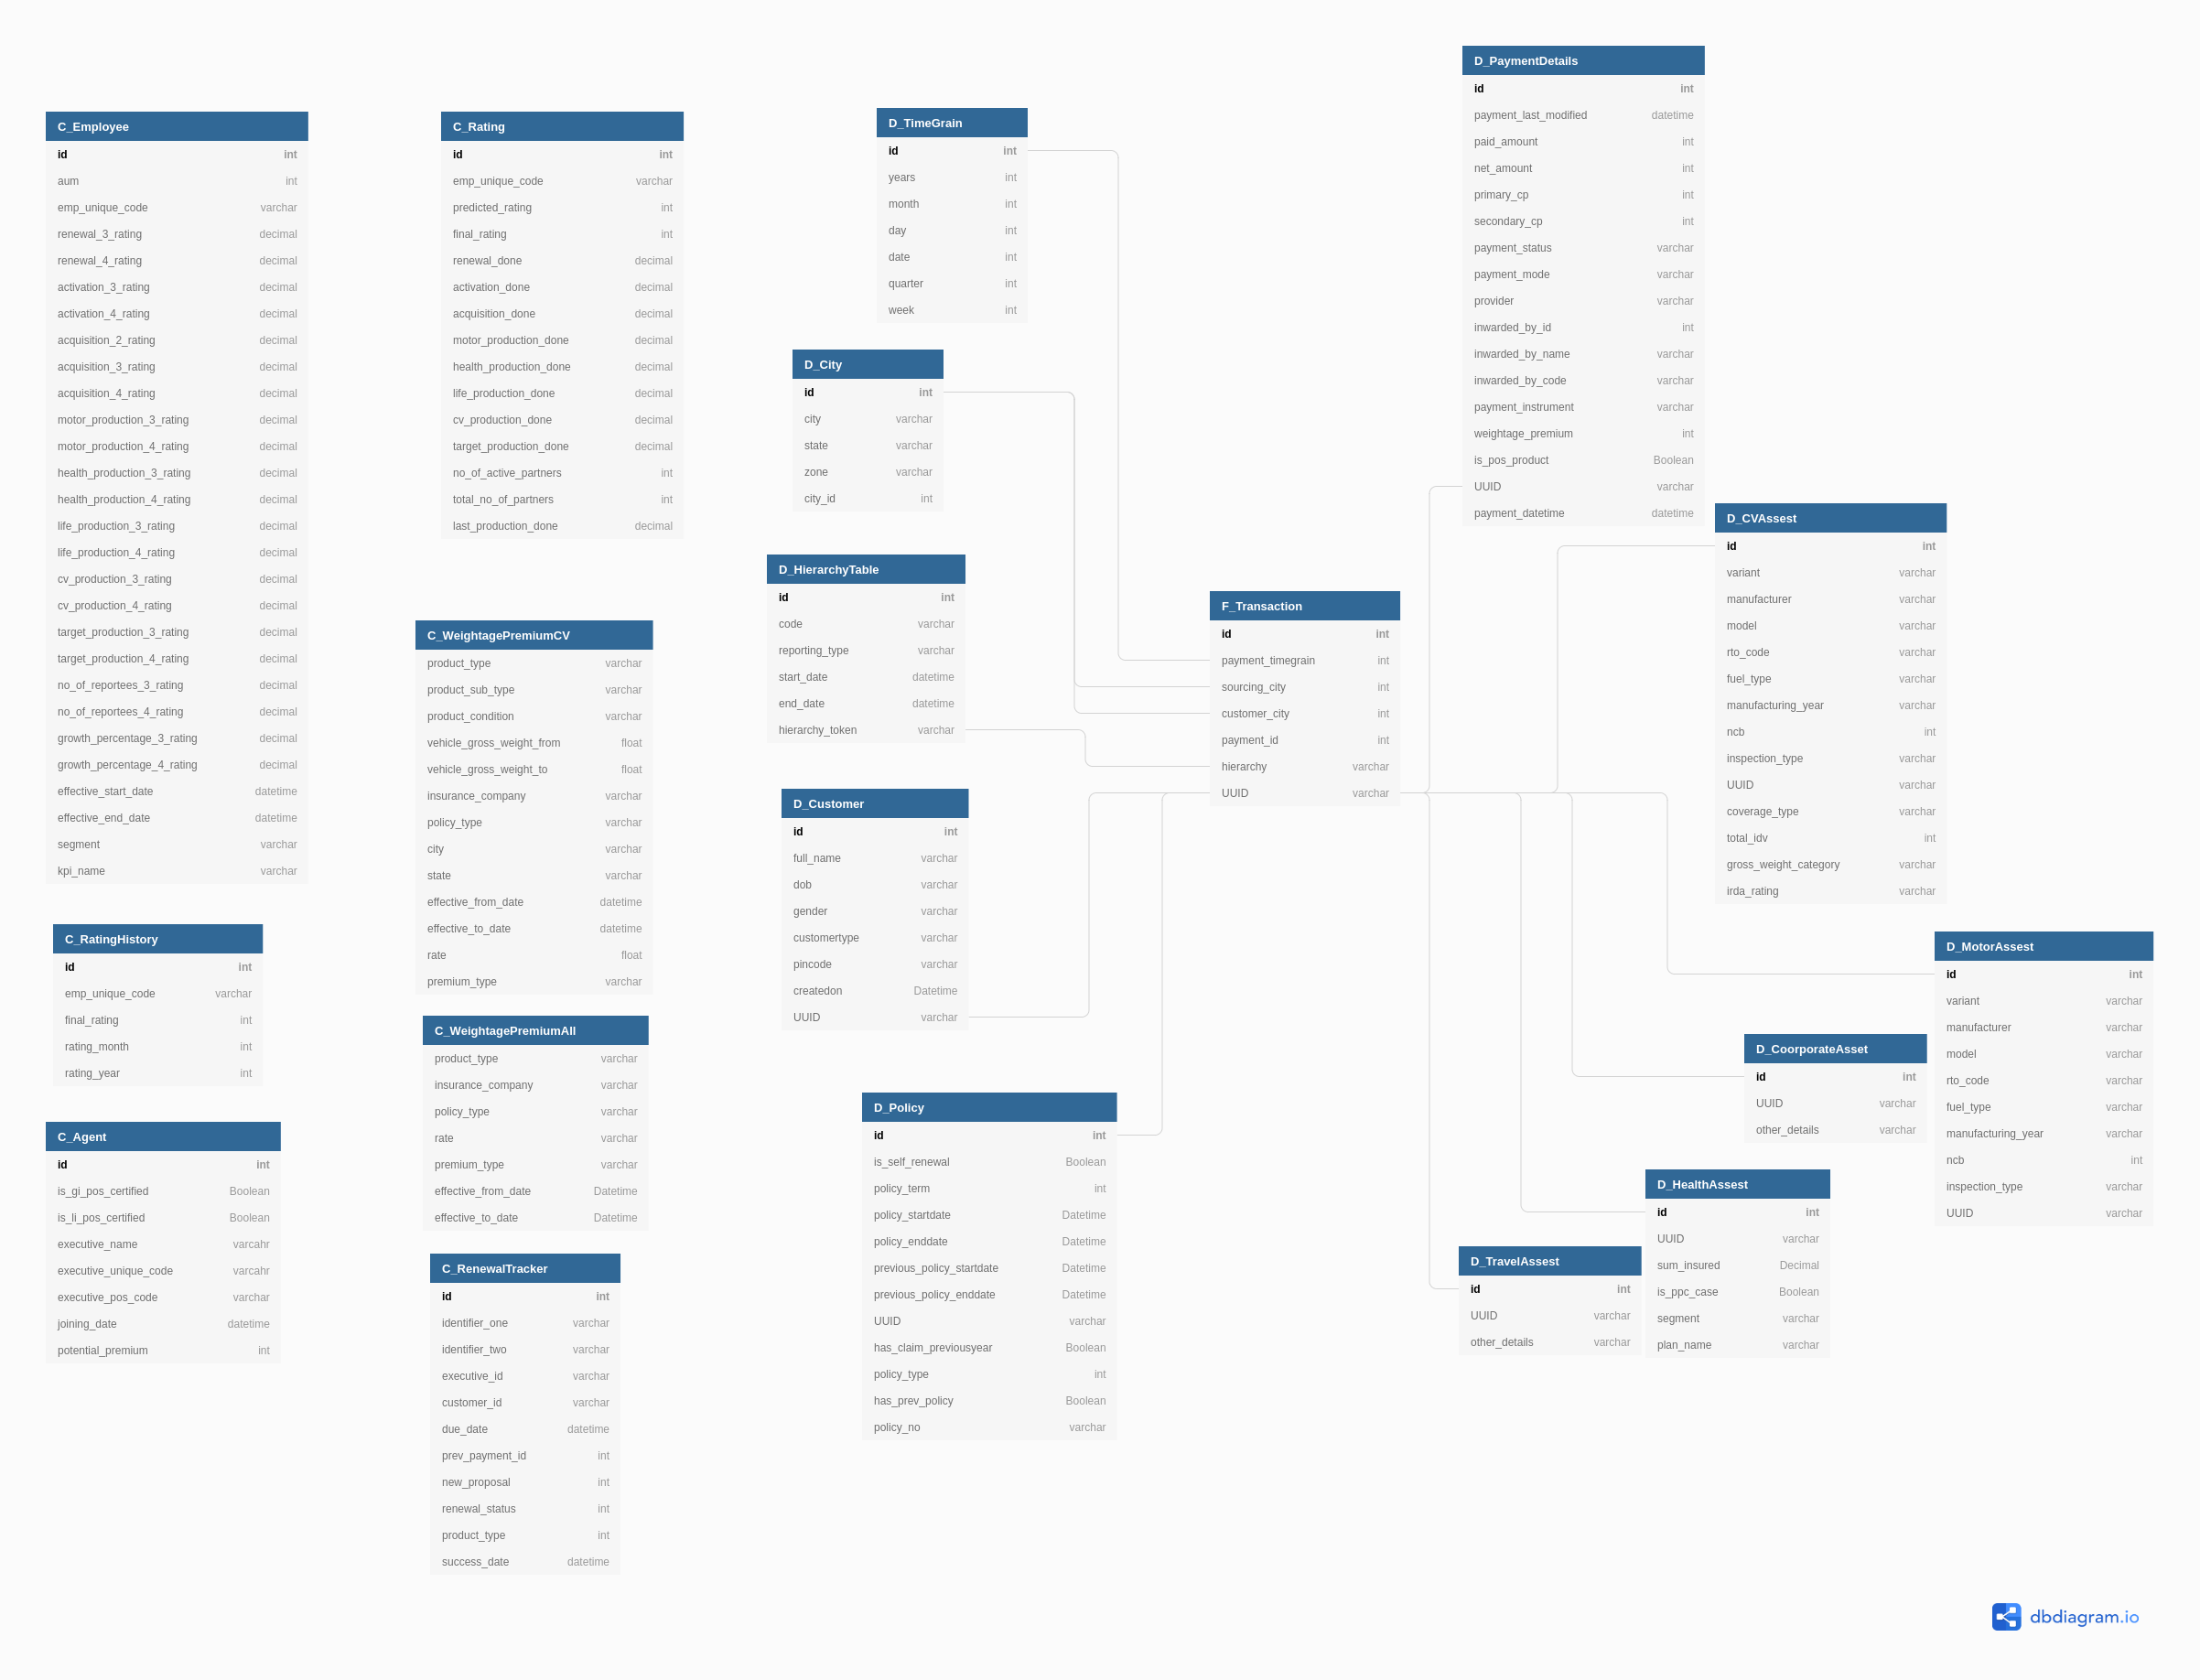 C_Employee
id int
aum int
emp_unique_code varchar
renewal_3_rating decimal
renewal_4_rating decimal
activation_3_rating decimal
activation_4_rating decimal
acquisition_2_rating decimal
acquisition_3_rating decimal
acquisition_4_rating decimal
motor_production_3_rating decimal
motor_production_4_rating decimal
health_production_3_rating decimal
health_production_4_rating decimal
life_production_3_rating decimal
life_production_4_rating decimal
cv_production_3_rating decimal
cv_production_4_rating decimal
target_production_3_rating decimal
target_production_4_rating decimal
no_of_reportees_3_rating decimal
no_of_reportees_4_rating decimal
growth_percentage_3_rating decimal
growth_percentage_4_rating decimal
effective_start_date datetime
effective_end_date datetime
segment varchar
kpi_name varchar
C_RatingHistory
id int
emp_unique_code varchar
final_rating int
rating_month int
rating_year int
C_Agent
id int
is_gi_pos_certified Boolean
is_li_pos_certified Boolean
executive_name varcahr
executive_unique_code varcahr
executive_pos_code varchar
joining_date datetime
potential_premium int
C_Rating
id int
emp_unique_code varchar
predicted_rating int
final_rating int
renewal_done decimal
activation_done decimal
acquisition_done decimal
motor_production_done decimal
health_production_done decimal
life_production_done decimal
cv_production_done decimal
target_production_done decimal
no_of_active_partners int
total_no_of_partners int
last_production_done decimal
C_WeightagePremiumCV
product_type varchar
product_sub_type varchar
product_condition varchar
vehicle_gross_weight_from float
vehicle_gross_weight_to float
insurance_company varchar
policy_type varchar
city varchar
state varchar
effective_from_date datetime
effective_to_date datetime
rate float
premium_type varchar
C_WeightagePremiumAll
product_type varchar
insurance_company varchar
policy_type varchar
rate varchar
premium_type varchar
effective_from_date Datetime
effective_to_date Datetime
C_RenewalTracker
id int
identifier_one varchar
identifier_two varchar
executive_id varchar
customer_id varchar
due_date datetime
prev_payment_id int
new_proposal int
renewal_status int
product_type int
success_date datetime
D_TimeGrain
id int
years int
month int
day int
date int
quarter int
week int
D_City
id int
city varchar
state varchar
zone varchar
city_id int
D_HierarchyTable
id int
code varchar
reporting_type varchar
start_date datetime
end_date datetime
hierarchy_token varchar
D_Customer
id int
full_name varchar
dob varchar
gender varchar
customertype varchar
pincode varchar
createdon Datetime
UUID varchar
D_Policy
id int
is_self_renewal Boolean
policy_term int
policy_startdate Datetime
policy_enddate Datetime
previous_policy_startdate Datetime
previous_policy_enddate Datetime
UUID varchar
has_claim_previousyear Boolean
policy_type int
has_prev_policy Boolean
policy_no varchar
F_Transaction
id int
payment_timegrain int
sourcing_city int
customer_city int
payment_id int
hierarchy varchar
UUID varchar
D_PaymentDetails
id int
payment_last_modified datetime
paid_amount int
net_amount int
primary_cp int
secondary_cp int
payment_status varchar
payment_mode varchar
provider varchar
inwarded_by_id int
inwarded_by_name varchar
inwarded_by_code varchar
payment_instrument varchar
weightage_premium int
is_pos_product Boolean
UUID varchar
payment_datetime datetime
D_CVAssest
id int
variant varchar
manufacturer varchar
model varchar
rto_code varchar
fuel_type varchar
manufacturing_year varchar
ncb int
inspection_type varchar
UUID varchar
coverage_type varchar
total_idv int
gross_weight_category varchar
irda_rating varchar
D_MotorAssest
id int
variant varchar
manufacturer varchar
model varchar
rto_code varchar
fuel_type varchar
manufacturing_year varchar
ncb int
inspection_type varchar
UUID varchar
D_CoorporateAsset
id int
UUID varchar
other_details varchar
D_HealthAssest
id int
UUID varchar
sum_insured Decimal
is_ppc_case Boolean
segment varchar
plan_name varchar
D_TravelAssest
id int
UUID varchar
other_details varchar
dbdiagram.io